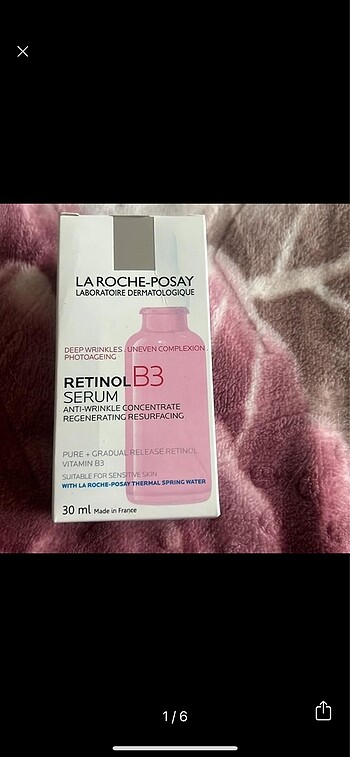 LA ROCHE-POSAY
LABORATOIRE DERMATOLOGIQUE
DEEP WRINKLES / UNEVEN COMPLEXION
PHOTOAGEING
RETINOL B3
SERUM
ANTI-WRINKLE CONCENTRATE
REGENERATING RESURFACING
PURE + GRADUAL RELEASE RETINOL
VITAMIN B3
SUITABLE FOR SENSITIVE SKIN
WITH LA ROCHE-POSAY THERMAL SPRING WATER
30 ml Made in France
1/6